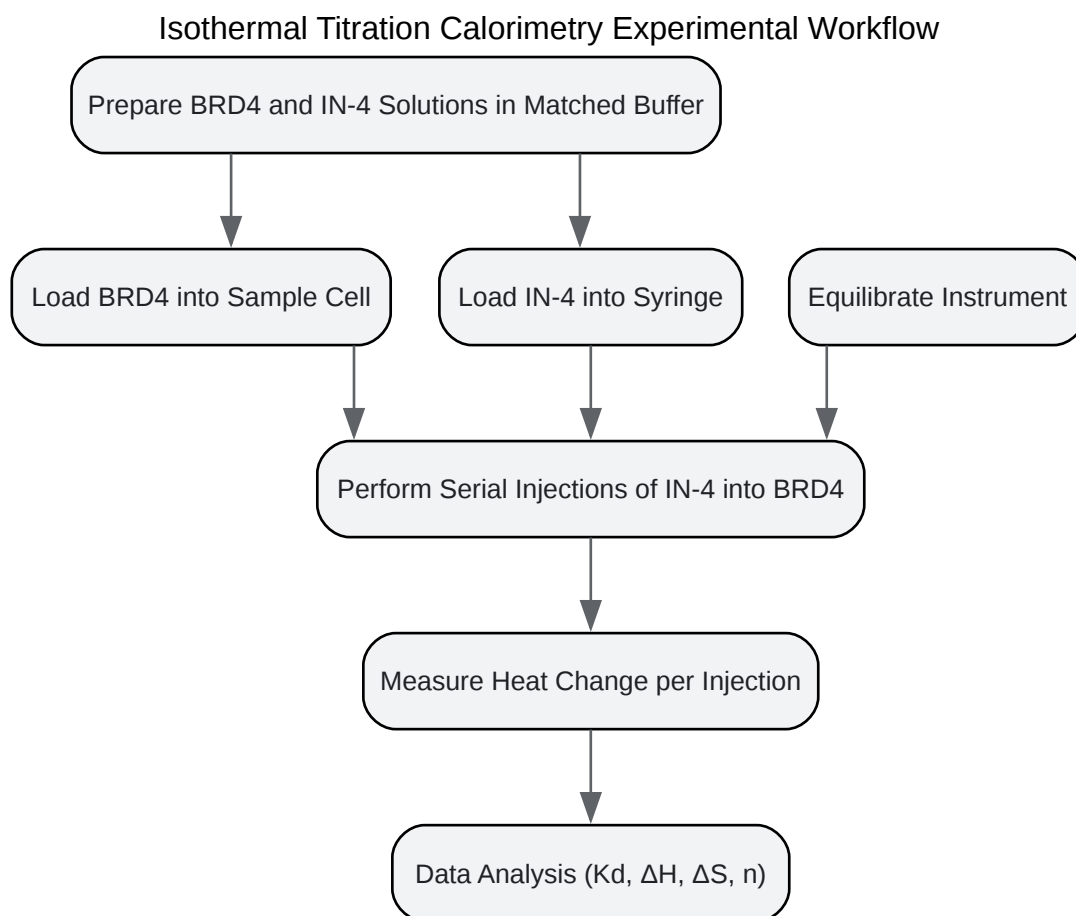 Isothermal Titration Calorimetry Experimental Workflow
Prepare BRD4 and IN-4 Solutions in Matched Buffer
Load BRD4 into Sample Cell
Load IN-4 into Syringe
Equilibrate Instrument
Perform Serial Injections of IN-4 into BRD4
Measure Heat Change per Injection
Data Analysis (Kd, ΔH, ΔS, n)